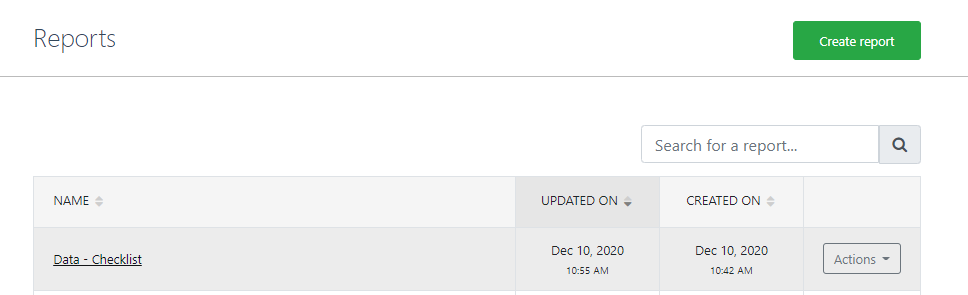 Reports
Create report
Search for a report...
NAME
UPDATED ON
CREATED ON
Data - Checklist
Dec 10, 2020
10:55 AM
Dec 10, 2020
10:42 AM
Actions